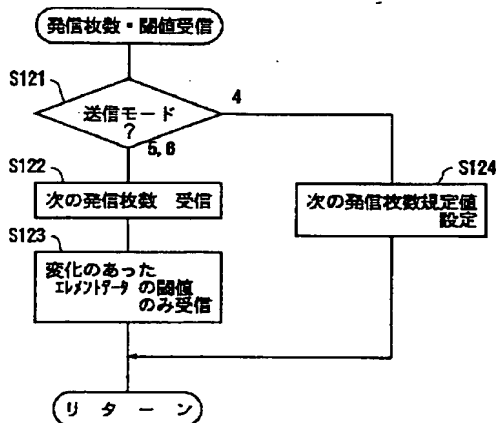 発信枚数・閾値受信
S121
送信モード
?
4
5, 6
S122
次の発信枚数 受信
S124
次の発信枚数規定値
設定
S123
変化のあった
エレメントデータ の閾値
のみ受信
リターン